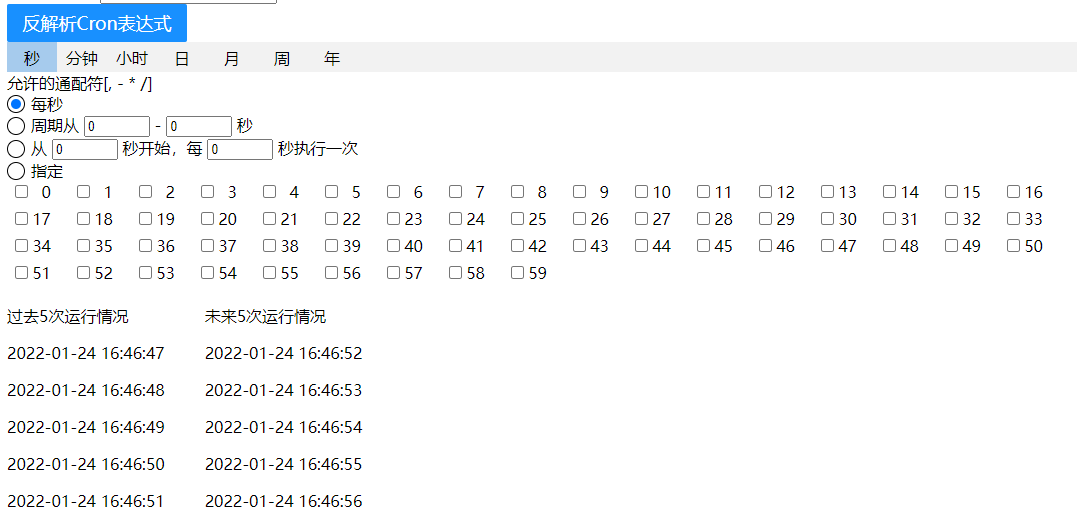 反解析Cron表达式
秒 分钟 小时 日 月 周 年
允许的通配符[, - * /]
每秒
周期从 0 - 0 秒
从 0 秒开始，每 0 秒执行一次
指定
0 1 2 3 4 5 6 7 8 9 10 11 12 13 14 15 16
17 18 19 20 21 22 23 24 25 26 27 28 29 30 31 32 33
34 35 36 37 38 39 40 41 42 43 44 45 46 47 48 49 50
51 52 53 54 55 56 57 58 59
过去5次运行情况 未来5次运行情况
2022-01-24 16:46:47 2022-01-24 16:46:52
2022-01-24 16:46:48 2022-01-24 16:46:53
2022-01-24 16:46:49 2022-01-24 16:46:54
2022-01-24 16:46:50 2022-01-24 16:46:55
2022-01-24 16:46:51 2022-01-24 16:46:56